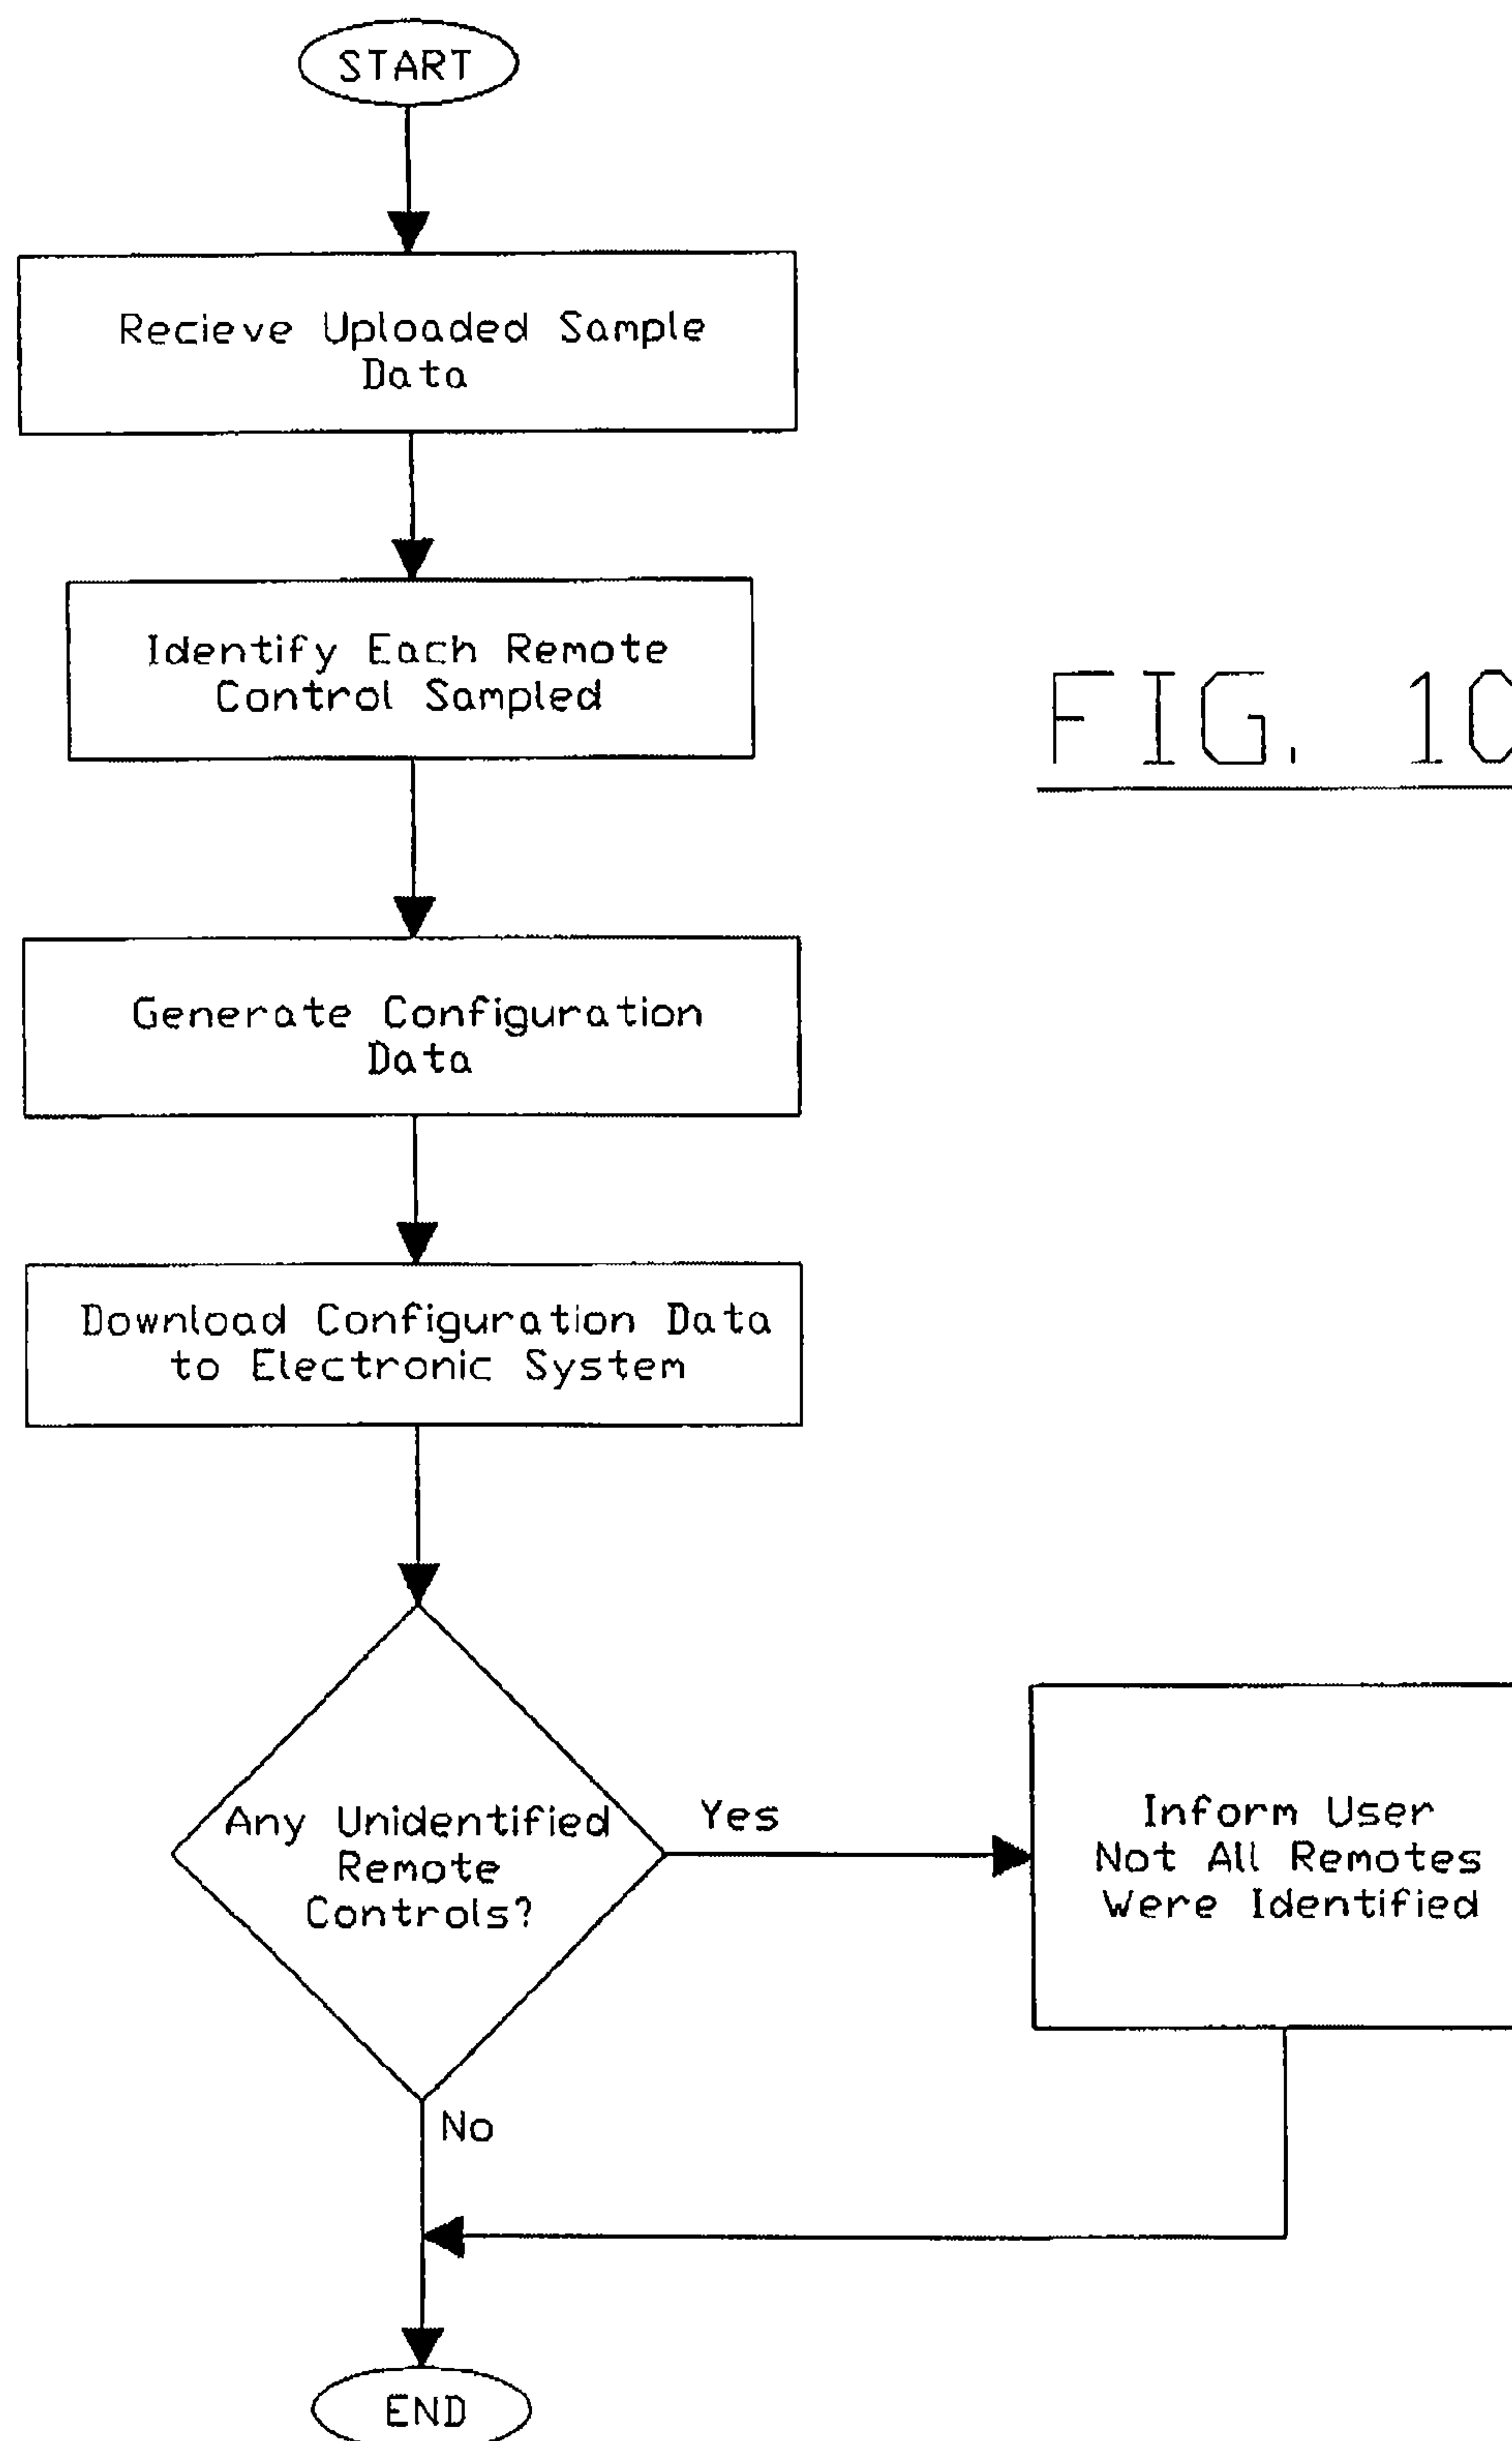 START
Recieve Uploaded Sample
Data
Identify Each Remote
Control Sampled
FIG. 10
Generate Configuration
Data
Download Configuration Data
to Electronic System
Any Unidentified
Remote
Controls?
Yes
Inform User
Not All Remotes
Were Identified
No
END